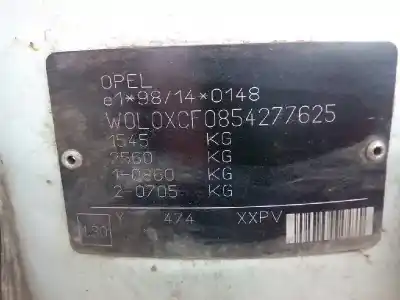 OPEL
e1*98/14*0148
W0L0XCF0854277625
1545 KG
2560 KG
1-0860 KG
2-0705 KG
Y 474 XXPV